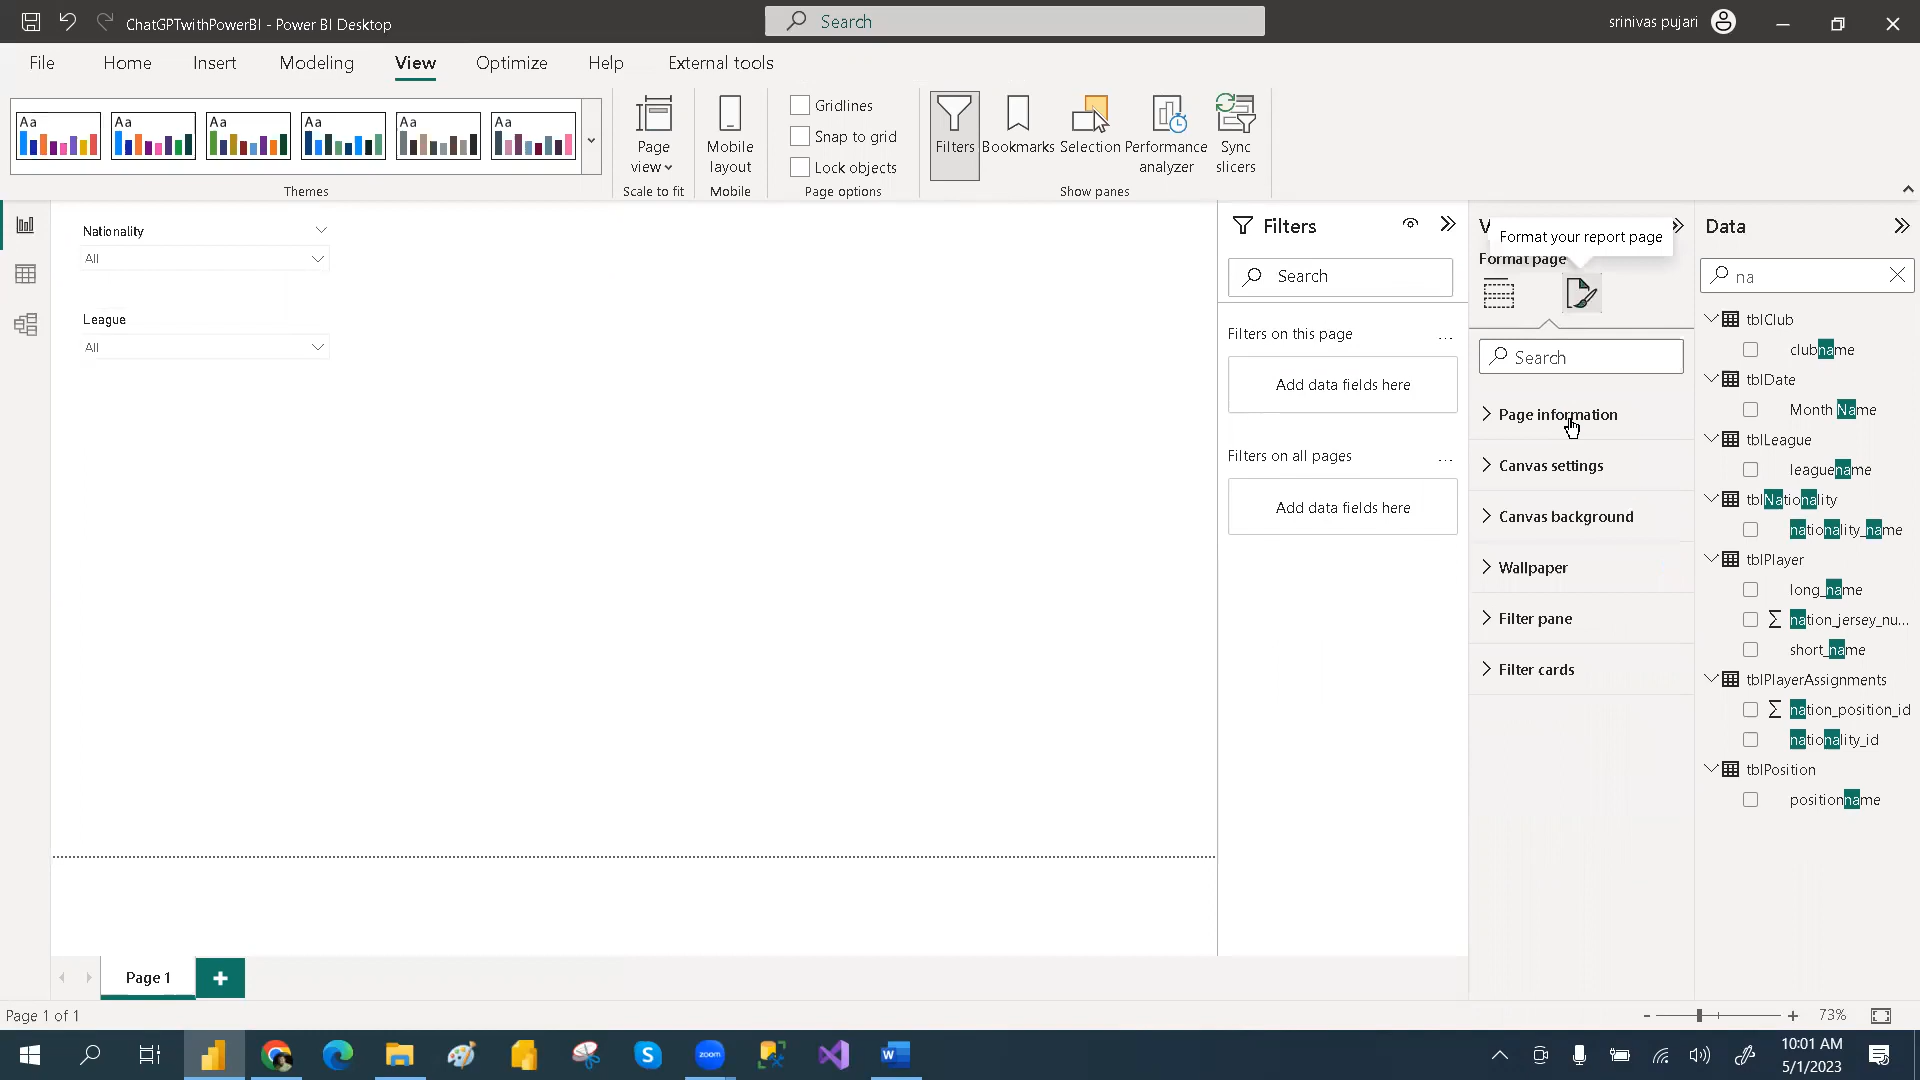 ChatGPTwithPowerBI - Power BI Desktop
Search
srinivas pujari
File
Home
Insert
Modeling
View
Optimize
Help
External tools
Aa
Aa
Aa
Aa
Aa
Aa
Themes
Page view
Scale to fit
Mobile layout
Mobile
Gridlines
Snap to grid
Lock objects
Page options
Filters
Bookmarks
Selection
Performance analyzer
Sync slicers
Show panes
Nationality
All
League
All
Filters
Search
Filters on this page
...
Add data fields here
Filters on all pages
...
Add data fields here
Format your report page
Format page
Search
Page information
Canvas settings
Canvas background
Wallpaper
Filter pane
Filter cards
Data
na
tblClub
clubname
tblDate
Month Name
tblLeague
leaguename
tblNationality
nationality_name
tblPlayer
long_name
nation_jersey_nu...
short_name
tblPlayerAssignments
nation_position_id
nationality_id
tblPosition
positionname
Page 1
Page 1 of 1
- + 73%
zoom
10:01 AM
5/1/2023